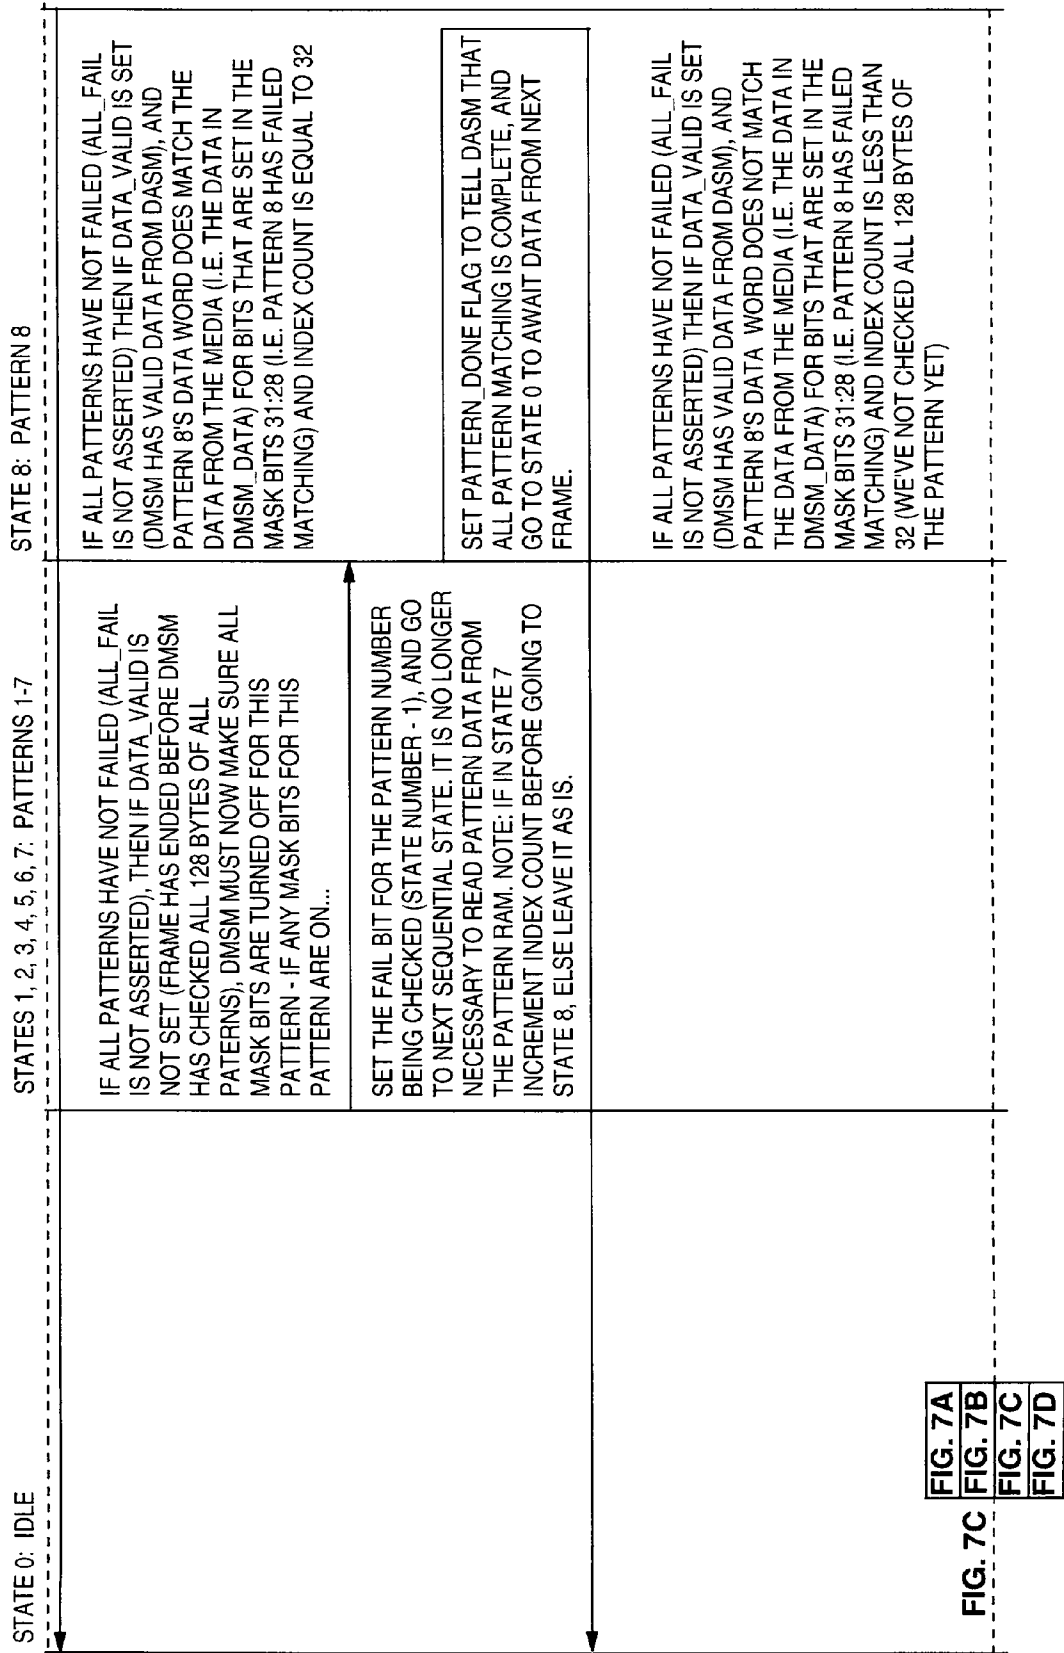 STATE 0: IDLE
STATES 1, 2, 3, 4, 5, 6, 7: PATTERNS 1-7
STATE 8: PATTERN 8
IF ALL PATTERNS HAVE NOT FAILED (ALL_FAIL
IS NOT ASSERTED), THEN IF DATA_VALID IS
NOT SET (FRAME HAS ENDED BEFORE DMSM
HAS CHECKED ALL 128 BYTES OF ALL
PATERNS), DMSM MUST NOW MAKE SURE ALL
MASK BITS ARE TURNED OFF FOR THIS
PATTERN - IF ANY MASK BITS FOR THIS
PATTERN ARE ON...
SET THE FAIL BIT FOR THE PATTERN NUMBER
BEING CHECKED (STATE NUMBER - 1), AND GO
TO NEXT SEQUENTIAL STATE. IT IS NO LONGER
NECESSARY TO READ PATTERN DATA FROM
THE PATTERN RAM. NOTE: IF IN STATE 7
INCREMENT INDEX COUNT BEFORE GOING TO
STATE 8, ELSE LEAVE IT AS IS.
IF ALL PATTERNS HAVE NOT FAILED (ALL_FAIL
IS NOT ASSERTED) THEN IF DATA_VALID IS SET
(DMSM HAS VALID DATA FROM DASM), AND
PATTERN 8'S DATA WORD DOES MATCH THE
DATA FROM THE MEDIA (I.E. THE DATA IN
DMSM_DATA) FOR BITS THAT ARE SET IN THE
MASK BITS 31:28 (I.E. PATTERN 8 HAS FAILED
MATCHING) AND INDEX COUNT IS EQUAL TO 32
SET PATTERN_DONE FLAG TO TELL DASM THAT
ALL PATTERN MATCHING IS COMPLETE, AND
GO TO STATE 0 TO AWAIT DATA FROM NEXT
FRAME.
IF ALL PATTERNS HAVE NOT FAILED (ALL_FAIL
IS NOT ASSERTED) THEN IF DATA_VALID IS SET
(DMSM HAS VALID DATA FROM DASM), AND
PATTERN 8'S DATA WORD DOES NOT MATCH
THE DATA FROM THE MEDIA (I.E. THE DATA IN
DMSM_DATA) FOR BITS THAT ARE SET IN THE
MASK BITS 31:28 (I.E. PATTERN 8 HAS FAILED
MATCHING) AND INDEX COUNT IS LESS THAN
32 (WE'VE NOT CHECKED ALL 128 BYTES OF
THE PATTERN YET)
FIG. 7C
FIG. 7A
FIG. 7B
FIG. 7C
FIG. 7D